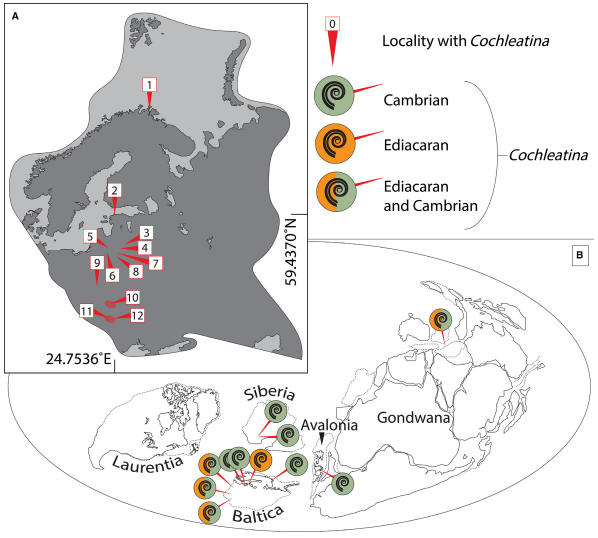 A
1
2
3
4
5
6
7
8
9
10
11
12
59.4370°N
24.7536°E
0
Locality with Cochleatina
Cambrian
Ediacaran
Ediacaran
and Cambrian
Cochleatina
B
Siberia
Avalonia
Gondwana
Laurentia
Baltica